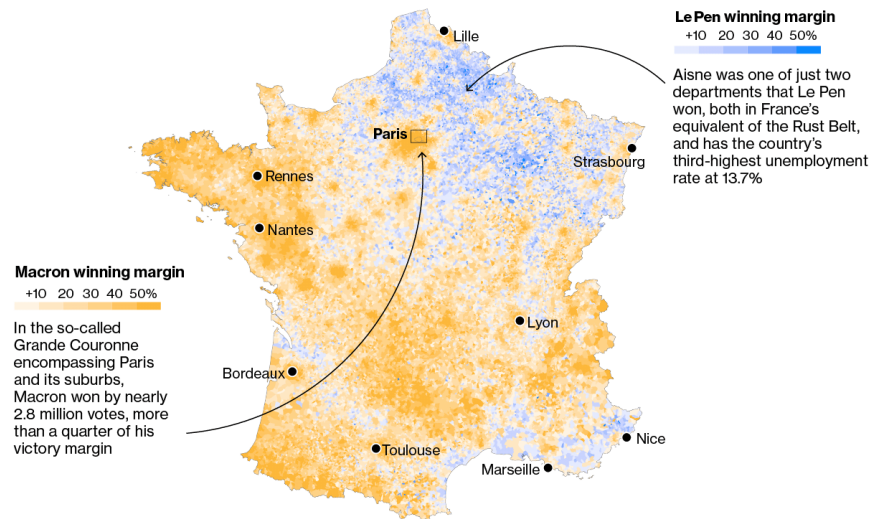 Le Pen winning margin
+10 20 30 40 50%
Aisne was one of just two
departments that Le Pen
won, both in France's
equivalent of the Rust Belt,
and has the country's
third-highest unemployment
rate at 13.7%
Lille
Paris
Strasbourg
Rennes
Nantes
Macron winning margin
+10 20 30 40 50%
In the so-called
Grande Couronne
encompassing Paris
and its suburbs,
Macron won by nearly
2.8 million votes, more
than a quarter of his
victory margin
Lyon
Bordeaux
Toulouse
Nice
Marseille